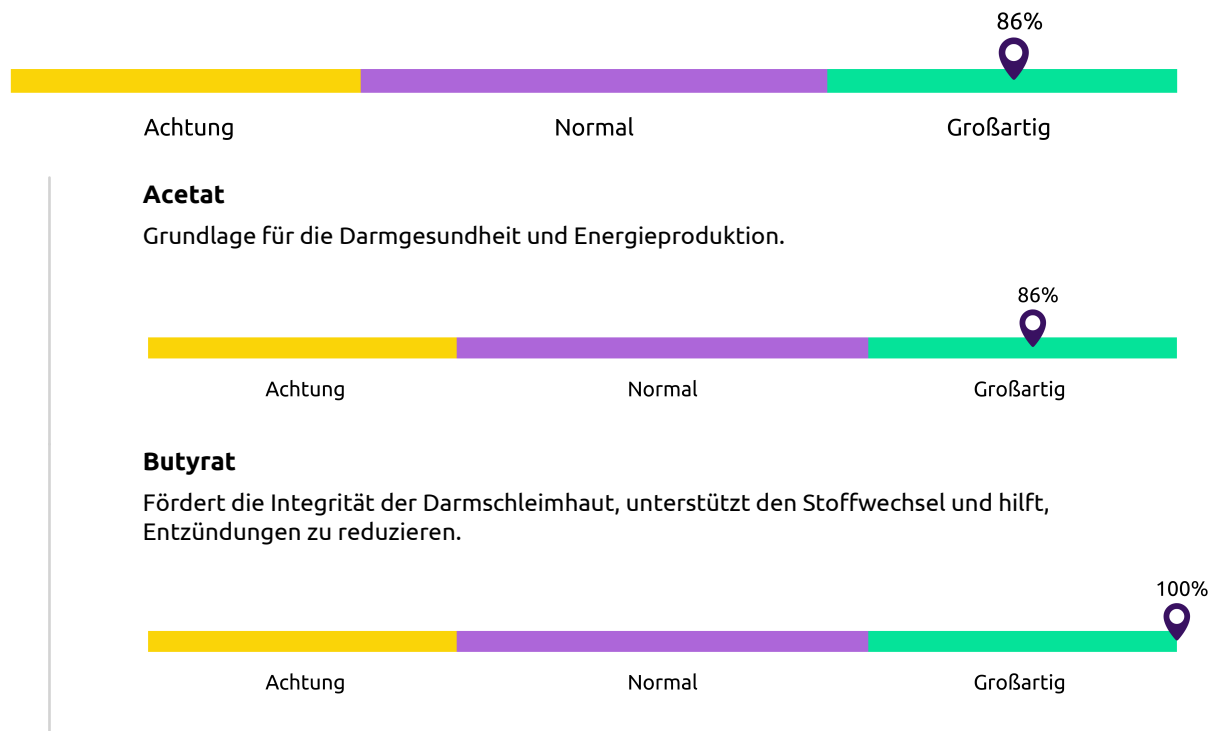 86%
Achtung Normal Großartig
Acetat
Grundlage für die Darmgesundheit und Energieproduktion.
86%
Achtung Normal Großartig
Butyrat
Fördert die Integrität der Darmschleimhaut, unterstützt den Stoffwechsel und hilft,
Entzündungen zu reduzieren.
100%
Achtung Normal Großartig